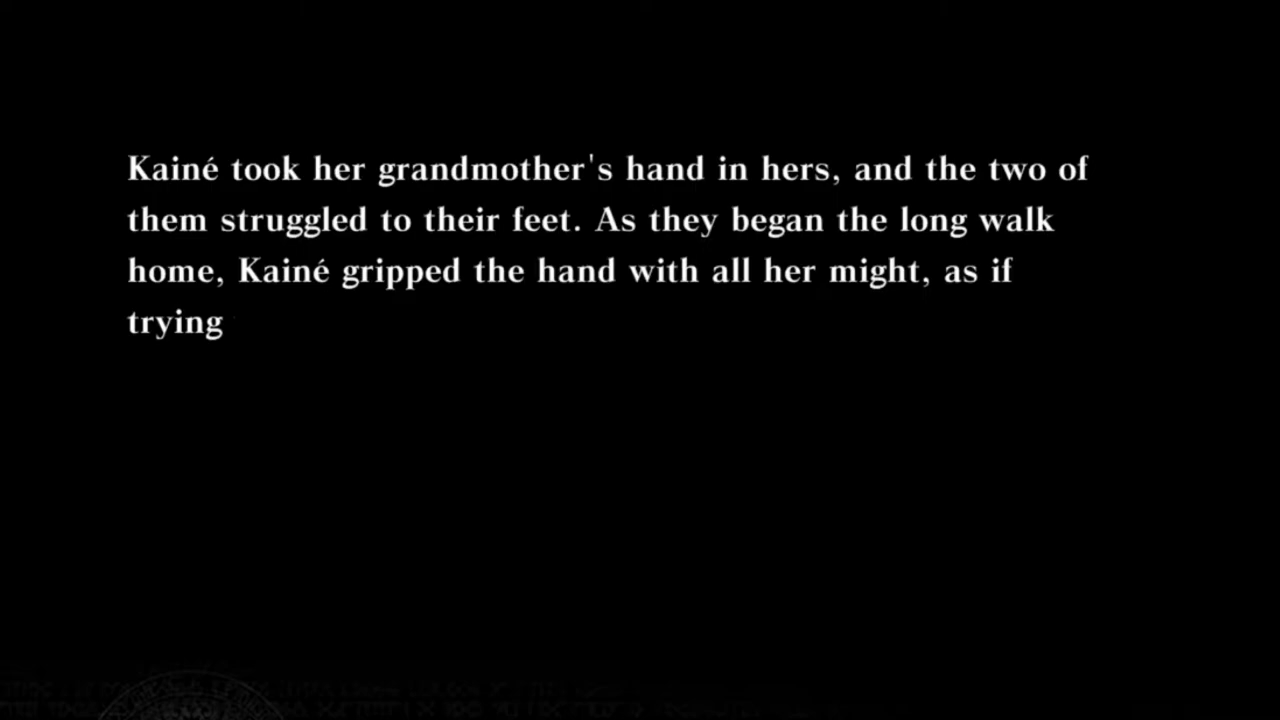 Kainé took her grandmother's hand in hers, and the two of
them struggled to their feet. As they began the long walk
home, Kainé gripped the hand with all her might, as if
trying